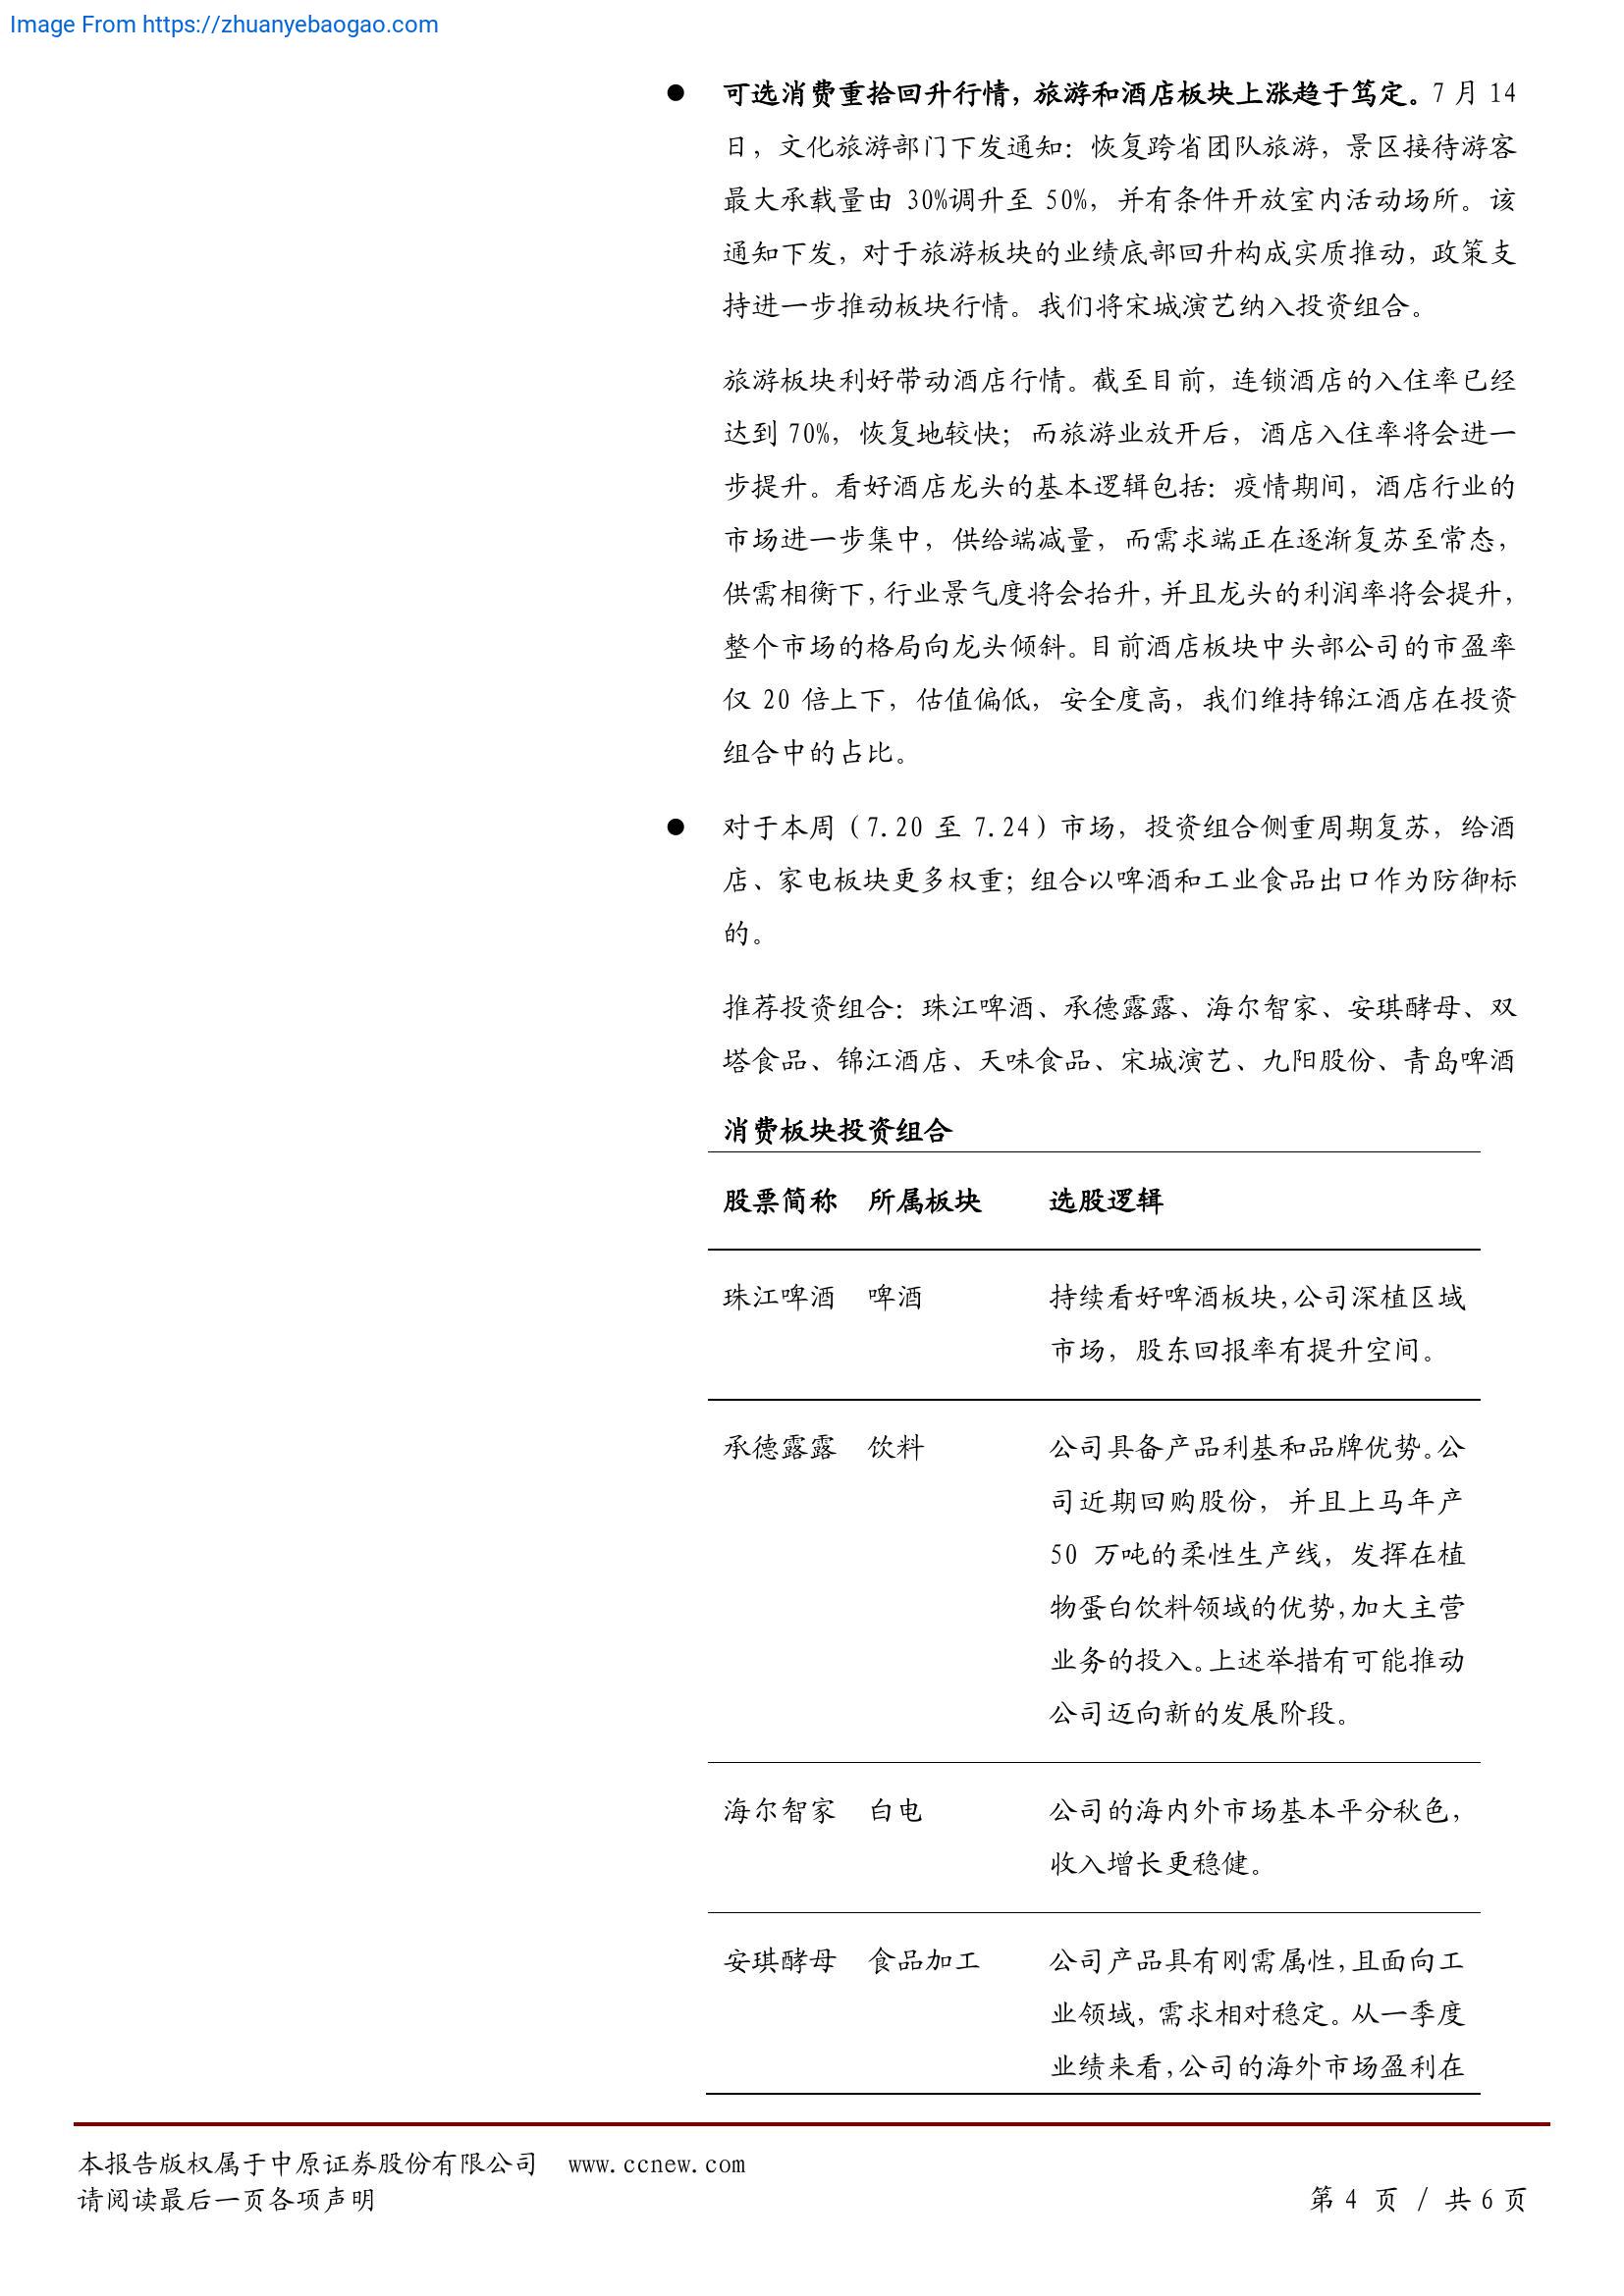 Image From https://zhuanyebaogao.com
● 可选消费重拾回升行情，旅游和酒店板块上涨趋于笃定。7 月 14
日，文化旅游部门下发通知：恢复跨省团队旅游，景区接待游客
最大承载量由 30%调升至 50%，并有条件开放室内活动场所。该
通知下发，对于旅游板块的业绩底部回升构成实质推动，政策支
持进一步推动板块行情。我们将宋城演艺纳入投资组合。
旅游板块利好带动酒店行情。截至目前，连锁酒店的入住率已经
达到 70%，恢复地较快；而旅游业放开后，酒店入住率将会进一
步提升。看好酒店龙头的基本逻辑包括：疫情期间，酒店行业的
市场进一步集中，供给端减量，而需求端正在逐渐复苏至常态，
供需相衡下，行业景气度将会抬升，并且龙头的利润率将会提升，
整个市场的格局向龙头倾斜。目前酒店板块中头部公司的市盈率
仅 20 倍上下，估值偏低，安全度高，我们维持锦江酒店在投资
组合中的占比。
● 对于本周（7.20 至 7.24）市场，投资组合侧重周期复苏，给酒
店、家电板块更多权重；组合以啤酒和工业食品出口作为防御标
的。
推荐投资组合：珠江啤酒、承德露露、海尔智家、安琪酵母、双
塔食品、锦江酒店、天味食品、宋城演艺、九阳股份、青岛啤酒
消费板块投资组合
股票简称 所属板块 选股逻辑
珠江啤酒 啤酒 持续看好啤酒板块，公司深植区域
市场，股东回报率有提升空间。
承德露露 饮料 公司具备产品利基和品牌优势。公
司近期回购股份，并且上马年产
50 万吨的柔性生产线，发挥在植
物蛋白饮料领域的优势，加大主营
业务的投入。上述举措有可能推动
公司迈向新的发展阶段。
海尔智家 白电 公司的海内外市场基本平分秋色，
收入增长更稳健。
安琪酵母 食品加工 公司产品具有刚需属性，且面向工
业领域，需求相对稳定。从一季度
业绩来看，公司的海外市场盈利在
本报告版权属于中原证券股份有限公司 www.ccnew.com
请阅读最后一页各项声明 第 4 页 / 共 6 页